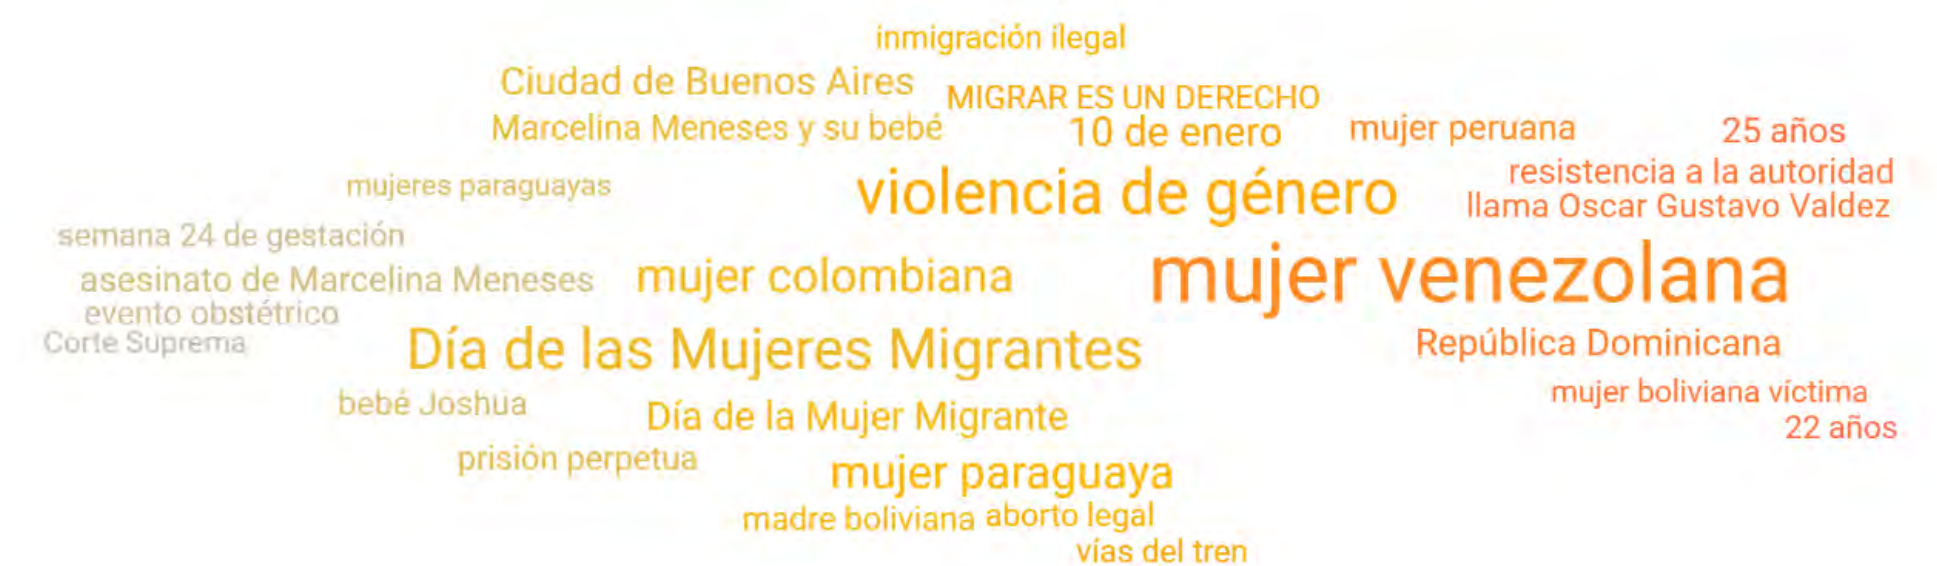 inmigración ilegal
Ciudad de Buenos Aires
MIGRAR ES UN DERECHO
Marcelina Meneses y su bebé
10 de enero
mujer peruana
25 años
mujeres paraguayas
violencia de género
resistencia a la autoridad
llama Oscar Gustavo Valdez
semana 24 de gestación
asesinato de Marcelina Meneses
mujer colombiana
mujer venezolana
evento obstétrico
Corte Suprema
Día de las Mujeres Migrantes
República Dominicana
bebé Joshua
Día de la Mujer Migrante
mujer boliviana víctima
22 años
prisión perpetua
mujer paraguaya
madre boliviana
aborto legal
vías del tren